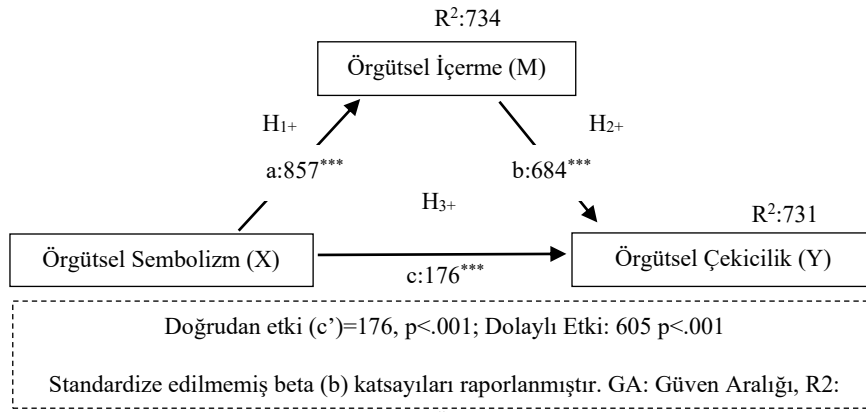 R²:734
Örgütsel İçerme (M)
H1+
H2+
a:857***
b:684***
H3+
R²:731
Örgütsel Sembolizm (X)
Örgütsel Çekicilik (Y)
c:176***
Doğrudan etki (c’)=176, p<.001; Dolaylı Etki: 605 p<.001
Standardize edilmemiş beta (b) katsayıları raporlanmıştır. GA: Güven Aralığı, R2: